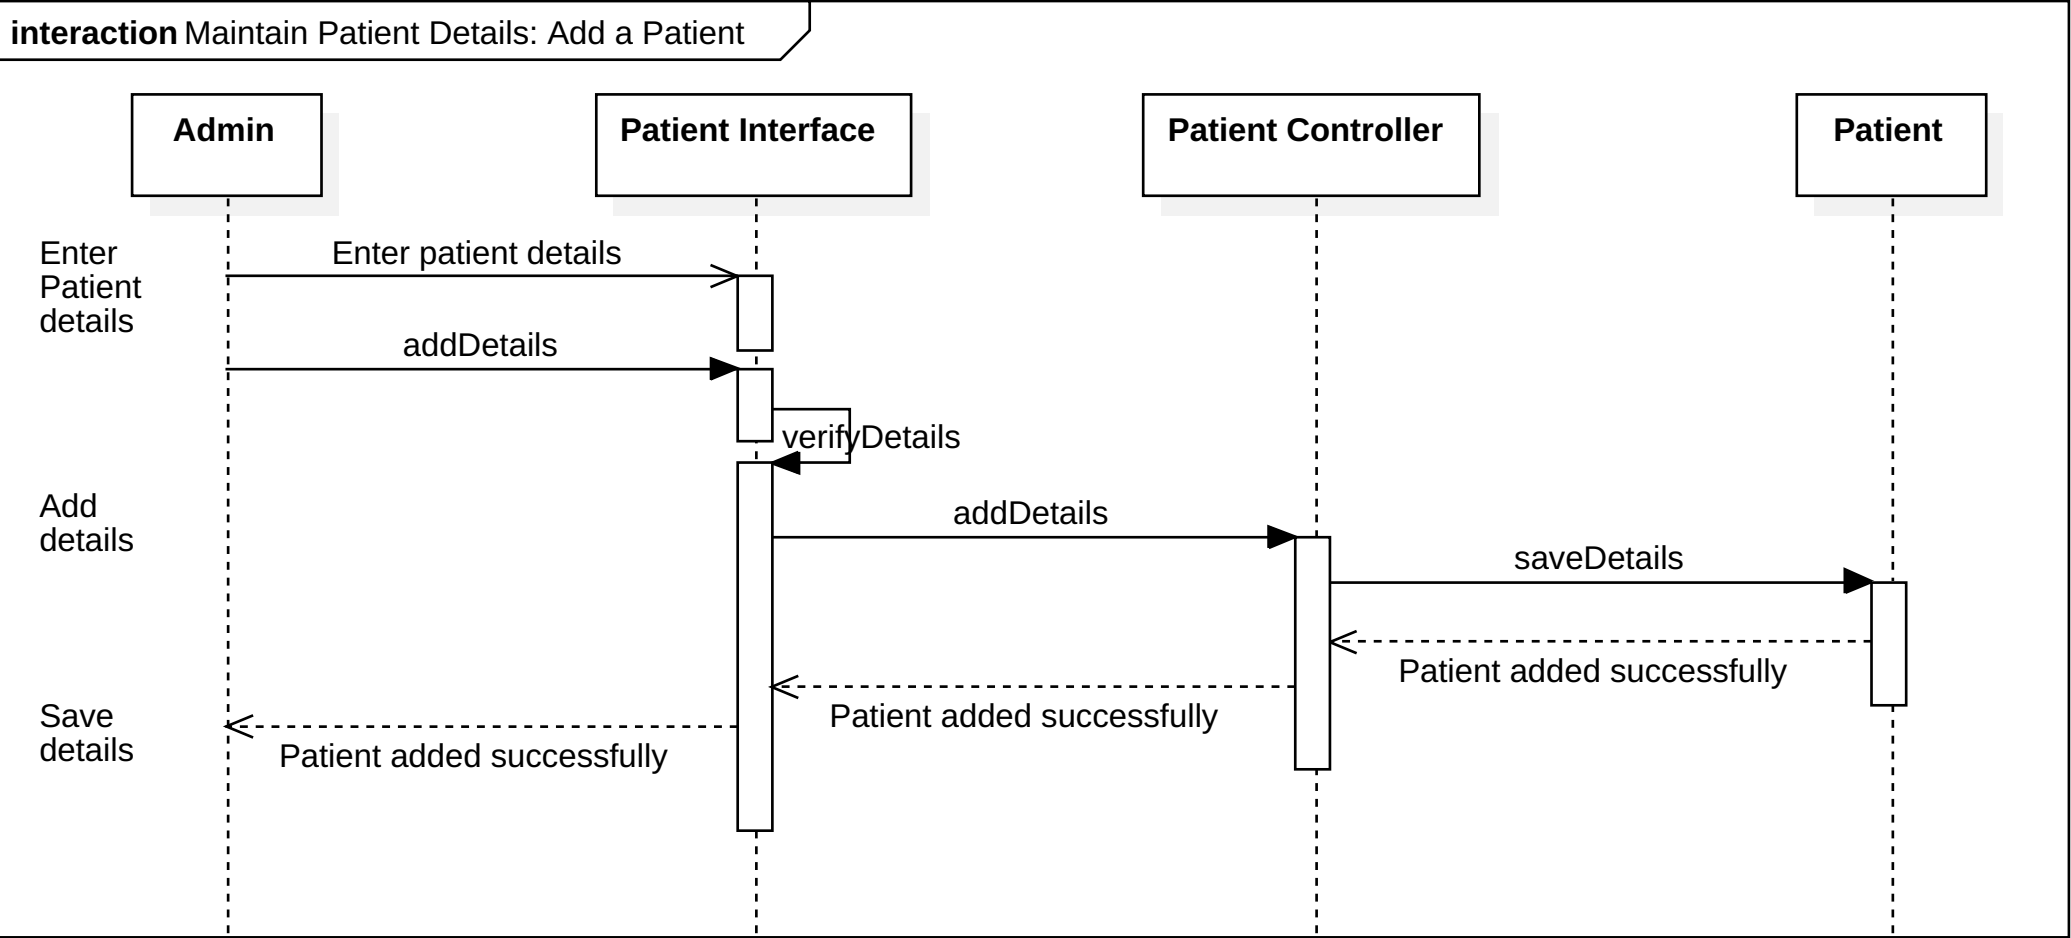 interaction Maintain Patient Details: Add a Patient
Admin
Patient Interface
Patient Controller
Patient
Enter
Patient
details
Enter patient details
addDetails
verifyDetails
Add
details
addDetails
saveDetails
Patient added successfully
Patient added successfully
Save
details
Patient added successfully